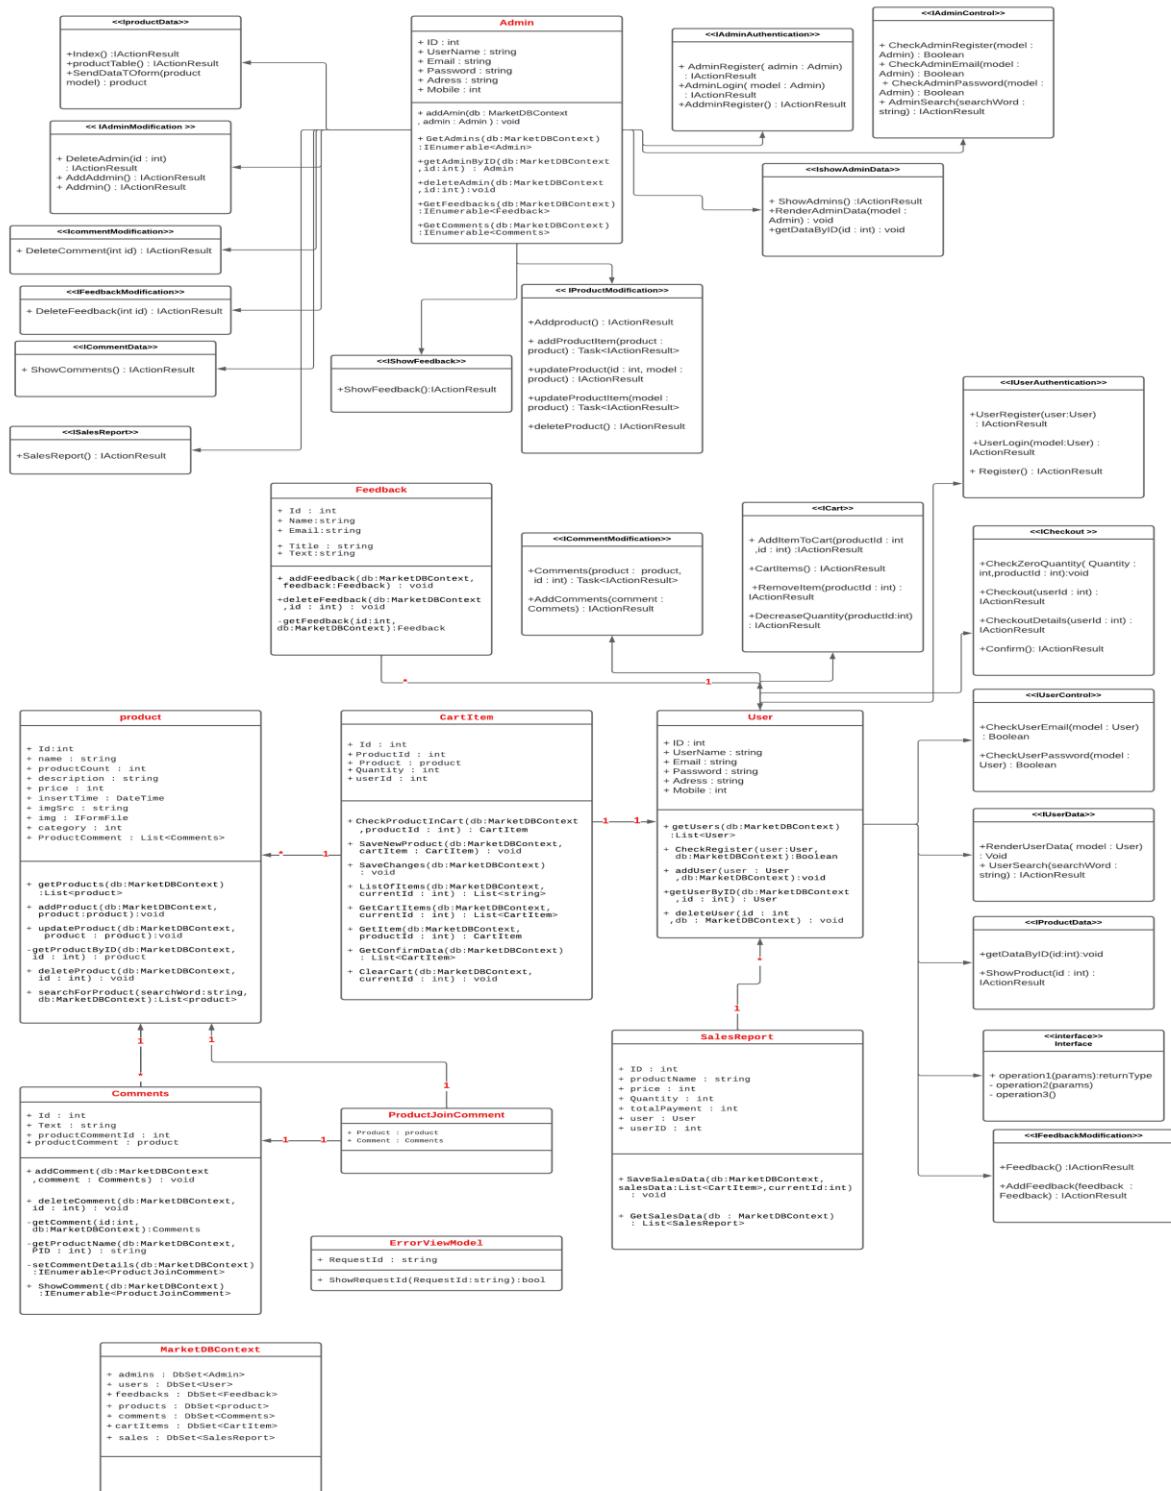 <<IproductData>>
+Index() :IActionResult
+productTable() : IActionResult
+SendDataTOform(product
model) : product
<< IAdminModification >>
+ DeleteAdmin(id : int)
: IActionResult
+ AddAddmin() : IActionResult
+ Addmin() : IActionResult
<<IcommentModification>>
+ DeleteComment(int id) : IActionResult
<<IFeedbackModification>>
+ DeleteFeedback(int id) : IActionResult
<<ICommentData>>
+ ShowComments() : IActionResult
<<ISalesReport>>
+SalesReport() : IActionResult
Admin
+ ID : int
+ UserName : string
+ Email : string
+ Password : string
+ Adress : string
+ Mobile : int
+ addAmin(db : MarketDBContext
, admin : Admin ) : void
+ GetAdmins(db:MarketDBContext)
:IEnumerable<Admin>
+getAdminByID(db:MarketDBContext
,id:int) : Admin
+deleteAdmin(db:MarketDBContext
,id:int):void
+GetFeedbacks(db:MarketDBContext)
:IEnumerable<Feedback>
+GetComments(db:MarketDBContext)
:IEnumerable<Comments>
<<IAdminAuthentication>>
+ AdminRegister( admin : Admin)
: IActionResult
+AdminLogin( model : Admin)
: IActionResult
+AddminRegister() : IActionResult
<<IAdminControl>>
+ CheckAdminRegister(model :
Admin) : Boolean
+ CheckAdminEmail(model :
Admin) : Boolean
+ CheckAdminPassword(model :
Admin) : Boolean
+ AdminSearch(searchWord :
string) : IActionResult
<<IshowAdminData>>
+ ShowAdmins() :IActionResult
+RenderAdminData(model :
Admin) : void
+getDataByID(id : int) : void
<<IShowFeedback>>
+ShowFeedback():IActionResult
<< IProductModification>>
+Addproduct() : IActionResult
+ addProductItem(product :
product) : Task<IActionResult>
+updateProduct(id : int, model :
product) : IActionResult
+updateProductItem(model :
product) : Task<IActionResult>
+deleteProduct() : IActionResult
<<IUserAuthentication>>
+UserRegister(user:User)
: IActionResult
+UserLogin(model:User) :
IActionResult
+ Register() : IActionResult
Feedback
+ Id : int
+ Name:string
+ Email:string
+ Title : string
+ Text:string
+ addFeedback(db:MarketDBContext,
feedback:Feedback) : void
+deleteFeedback(db:MarketDBContext
,id : int) : void
-getFeedback(id:int,
db:MarketDBContext):Feedback
<<ICommentModification>>
+Comments(product : product,
id : int) : Task<IActionResult>
+AddComments(comment :
Commets) : IActionResult
<<ICart>>
+ AddItemToCart(productId : int
,id : int) :IActionResult
+CartItems() : IActionResult
+RemoveItem(productId : int) :
IActionResult
+DecreaseQuantity(productId:int)
: IActionResult
<<ICheckout >>
+CheckZeroQuantity( Quantity :
int,productId : int):void
+Checkout(userId : int) :
IActionResult
+CheckoutDetails(userId : int) :
IActionResult
+Confirm(): IActionResult
*
1
product
+ Id:int
+ name : string
+ productCount : int
+ description : string
+ price : int
+ insertTime : DateTime
+ imgSrc : string
+ img : IFormFile
+ category : int
+ ProductComment : List<Comments>
+ getProducts(db:MarketDBContext)
:List<product>
+ addProduct(db:MarketDBContext,
product:product):void
+ updateProduct(db:MarketDBContext,
product : product):void
-getProductByID(db:MarketDBContext,
id : int) : product
+ deleteProduct(db:MarketDBContext,
id : int) : void
+ searchForProduct(searchWord:string,
db:MarketDBContext):List<product>
*
1
CartItem
+ Id : int
+ ProductId : int
+ Product : product
+ Quantity : int
+ userId : int
+ CheckProductInCart(db:MarketDBContext
,productId : int) : CartItem
+ SaveNewProduct(db:MarketDBContext,
cartItem : CartItem) : void
+ SaveChanges(db:MarketDBContext)
: void
+ ListOfItems(db:MarketDBContext,
currentId : int) : List<string>
+ GetCartItems(db:MarketDBContext,
currentId : int) : List<CartItem>
+ GetItem(db:MarketDBContext,
productId : int) : CartItem
+ GetConfirmData(db:MarketDBContext)
: List<CartItem>
+ ClearCart(db:MarketDBContext,
currentId : int) : void
1
1
User
+ ID : int
+ UserName : string
+ Email : string
+ Password : string
+ Adress : string
+ Mobile : int
+ getUsers(db:MarketDBContext)
:List<User>
+ CheckRegister(user:User,
db:MarketDBContext):Boolean
+ addUser(user : User
,db:MarketDBContext):void
+getUserByID(db:MarketDBContext
,id : int) : User
+ deleteUser(id : int
,db : MarketDBContext) : void
<<IUserControl>>
+CheckUserEmail(model : User)
: Boolean
+CheckUserPassword(model :
User) : Boolean
<<IUserData>>
+RenderUserData( model : User)
: Void
+ UserSearch(searchWord :
string) : IActionResult
<<IProductData>>
+getDataByID(id:int):void
+ShowProduct(id : int) :
IActionResult
<<interface>>
Interface
+ operation1(params):returnType
- operation2(params)
- operation3()
<<IFeedbackModification>>
+Feedback() :IActionResult
+AddFeedback(feedback :
Feedback) : IActionResult
*
1
SalesReport
+ ID : int
+ productName : string
+ price : int
+ Quantity : int
+ totalPayment : int
+ user : User
+ userID : int
+ SaveSalesData(db:MarketDBContext,
salesData:List<CartItem>,currentId:int)
: void
+ GetSalesData(db : MarketDBContext)
: List<SalesReport>
1
*
1
1
Comments
+ Id : int
+ Text : string
+ productCommentId : int
+ productComment : product
+ addComment(db:MarketDBContext
,comment : Comments) : void
+ deleteComment(db:MarketDBContext,
id : int) : void
-getComment(id:int,
db:MarketDBContext):Comments
-getProductName(db:MarketDBContext,
PID : int) : string
-setCommentDetails(db:MarketDBContext)
:IEnumerable<ProductJoinComment>
+ ShowComment(db:MarketDBContext)
:IEnumerable<ProductJoinComment>
1
1
ProductJoinComment
+ Product : product
+ Comment : Comments
ErrorViewModel
+ RequestId : string
+ ShowRequestId(RequestId:string):bool
MarketDBContext
+ admins : DbSet<Admin>
+ users : DbSet<User>
+ feedbacks : DbSet<Feedback>
+ products : DbSet<product>
+ comments : DbSet<Comments>
+ cartItems : DbSet<CartItem>
+ sales : DbSet<SalesReport>